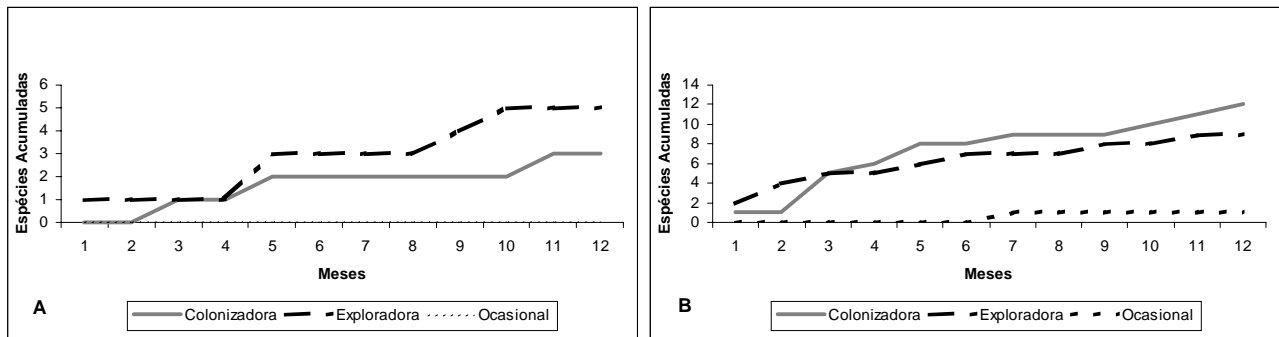 Espécies Acumuladas
6
5
4
3
2
1
0
1 2 3 4 5 6 7 8 9 10 11 12
Meses
A
Colonizadora Exploradora Ocasional
Espécies Acumuladas
14
12
10
8
6
4
2
0
1 2 3 4 5 6 7 8 9 10 11 12
Meses
B
Colonizadora Exploradora Ocasional